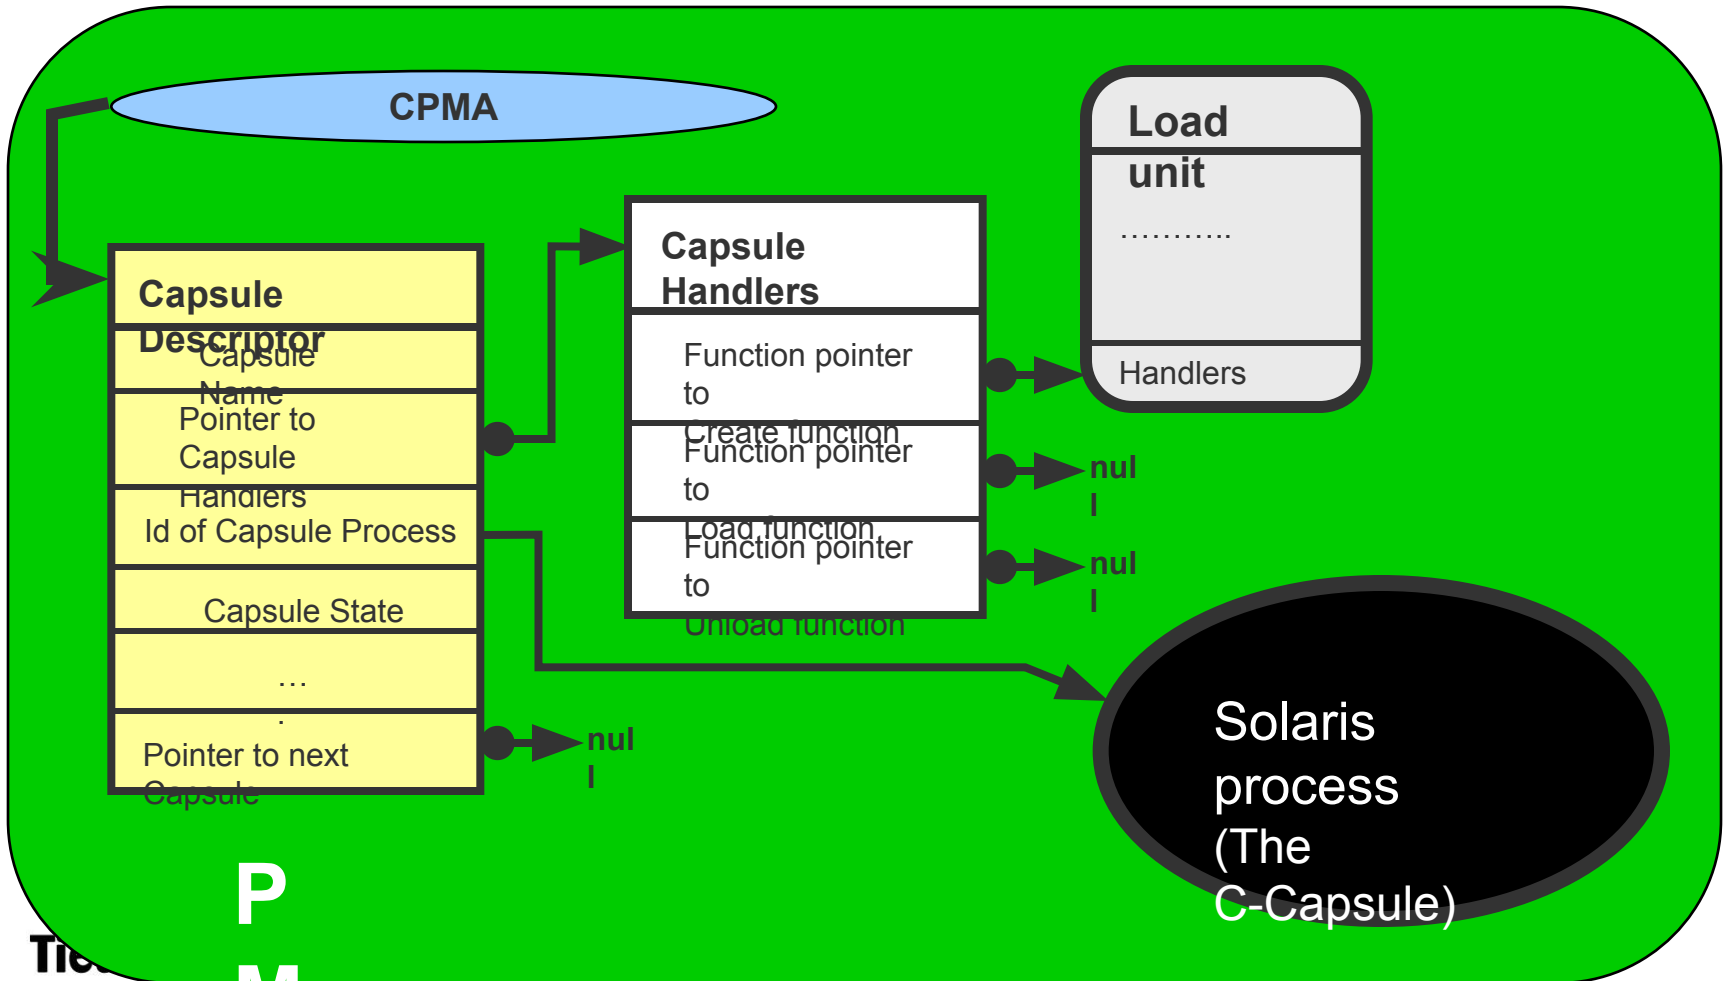 CPMA
Load
unit
………..
Handlers
Capsule
Handlers
Function pointer
to
Create function
Function pointer
to
Load function
Function pointer
to
Unload function
nul
l
nul
l
Capsule
Descriptor
Capsule
Name
Pointer to
Capsule
Handlers
Id of Capsule Process
Capsule State
…
.
Pointer to next
Capsule
nul
l
Solaris
process
(The
C-Capsule)
P
M